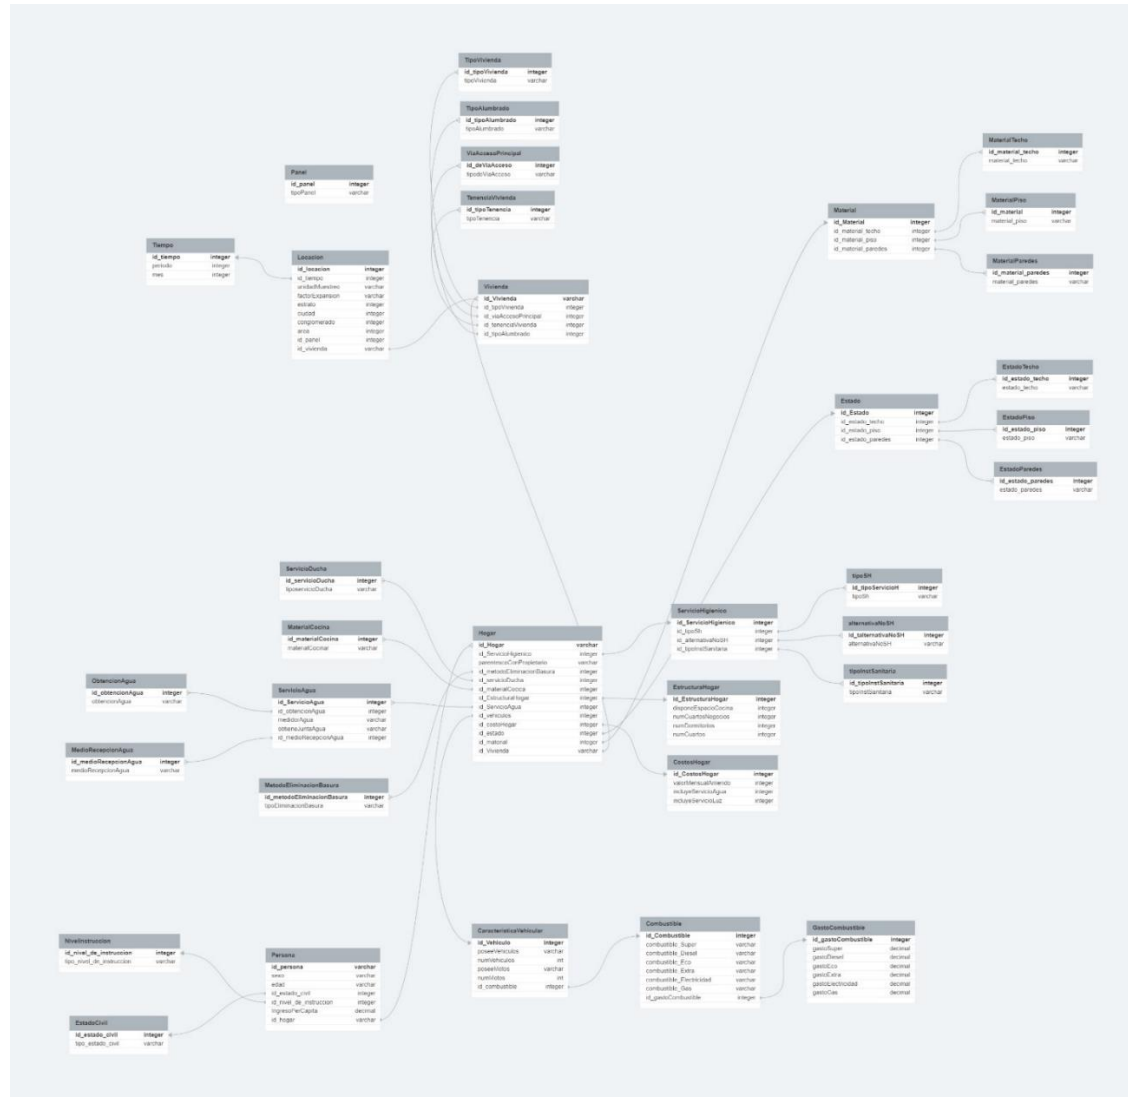 TipoVivienda
id_tipoVivienda integer
tipoVivienda varchar
TipoAlumbrado
id_tipoAlumbrado integer
tipoAlumbrado varchar
ViaAccesoPrincipal
id_deViaAcceso integer
tipodeViaAcceso varchar
TenenciaVivienda
id_tipoTenencia integer
tipoTenencia varchar
Panel
id_panel integer
tipoPanel varchar
Tiempo
id_tiempo integer
periodo integer
mes integer
Locacion
id_locacion integer
id_tiempo integer
unidadMuestreo varchar
factorExpansion varchar
estrato integer
ciudad integer
conglomerado integer
area integer
id_panel integer
id_vivienda varchar
Vivienda
id_Vivienda varchar
id_tipoVivienda integer
id_viaAccesoPrincipal integer
id_tenenciaVivienda integer
id_tipoAlumbrado integer
MaterialTecho
id_material_techo integer
material_techo varchar
Material
id_Material integer
id_material_techo integer
id_material_piso integer
id_material_paredes integer
MaterialPiso
id_material integer
material_piso varchar
MaterialParedes
id_material_paredes integer
material_paredes varchar
EstadoTecho
id_estado_techo integer
estado_techo varchar
Estado
id_Estado integer
id_estado_techo integer
id_estado_piso integer
id_estado_paredes integer
EstadoPiso
id_estado_piso integer
estado_piso varchar
EstadoParedes
id_estado_paredes integer
estado_paredes varchar
ServicioDucha
id_servicioDucha integer
tiposervicioDucha varchar
MaterialCocina
id_materialCocina integer
materialCocinar varchar
ObtencionAgua
id_obtencionAgua integer
obtencionAgua varchar
ServicioAgua
id_ServicioAgua integer
id_obtencionAgua integer
medidorAgua varchar
obtieneJuntaAgua varchar
id_medioRecepcionAgua integer
MedioRecepcionAgua
id_medioRecepcionAgua integer
medioRecepcionAgua varchar
MetodoEliminacionBasura
id_metodoEliminacionBasura integer
tipoEliminacionBasura varchar
Hogar
id_Hogar varchar
id_ServicioHigienico integer
parentescoConPropietario varchar
id_metodoEliminacionBasura integer
id_servicioDucha integer
id_materialCocica integer
id_EstructuraHogar integer
id_ServicioAgua integer
id_vehiculos integer
id_costoHogar integer
id_estado integer
id_material integer
id_Vivienda varchar
ServicioHigienico
id_ServicioHigienico integer
id_tipoSh integer
id_alternativaNoSH integer
id_tipoInstSanitaria integer
tipoSH
id_tipoServicioH integer
tipoSh varchar
alternativaNoSH
id_talternativaNoSH integer
alternativaNoSH varchar
tipoInstSanitaria
id_tipoInstSanitaria integer
tipoInstSanitaria varchar
EstructuraHogar
id_EstructuraHogar integer
disponeEspacioCocina integer
numCuartosNegocios integer
numDormitorios integer
numCuartos integer
CostosHogar
id_CostosHogar integer
valorMensualArriendo integer
incluyeServicioAgua integer
incluyeServicioLuz integer
NivelInstruccion
id_nivel_de_instruccion integer
tipo_nivel_de_instruccion varchar
Persona
id_persona varchar
sexo varchar
edad varchar
id_estado_civil integer
id_nivel_de_instruccion integer
IngresoPerCapita decimal
id_hogar varchar
EstadoCivil
id_estado_civil integer
tipo_estado_civil varchar
CaracteristicaVehicular
id_Vehiculo integer
poseeVehiculos varchar
numVehiculos int
poseeMotos varchar
numMotos int
id_combustible integer
Combustible
id_Combustible integer
combustible_Super varchar
combustible_Diesel varchar
combustible_Eco varchar
combustible_Extra varchar
combustible_Electricidad varchar
combustible_Gas varchar
id_gastoCombustible integer
GastoCombustible
id_gastoCombustible integer
gastoSuper decimal
gastoDiesel decimal
gastoEco decimal
gastoExtra decimal
gastoElectricidad decimal
gastoGas decimal